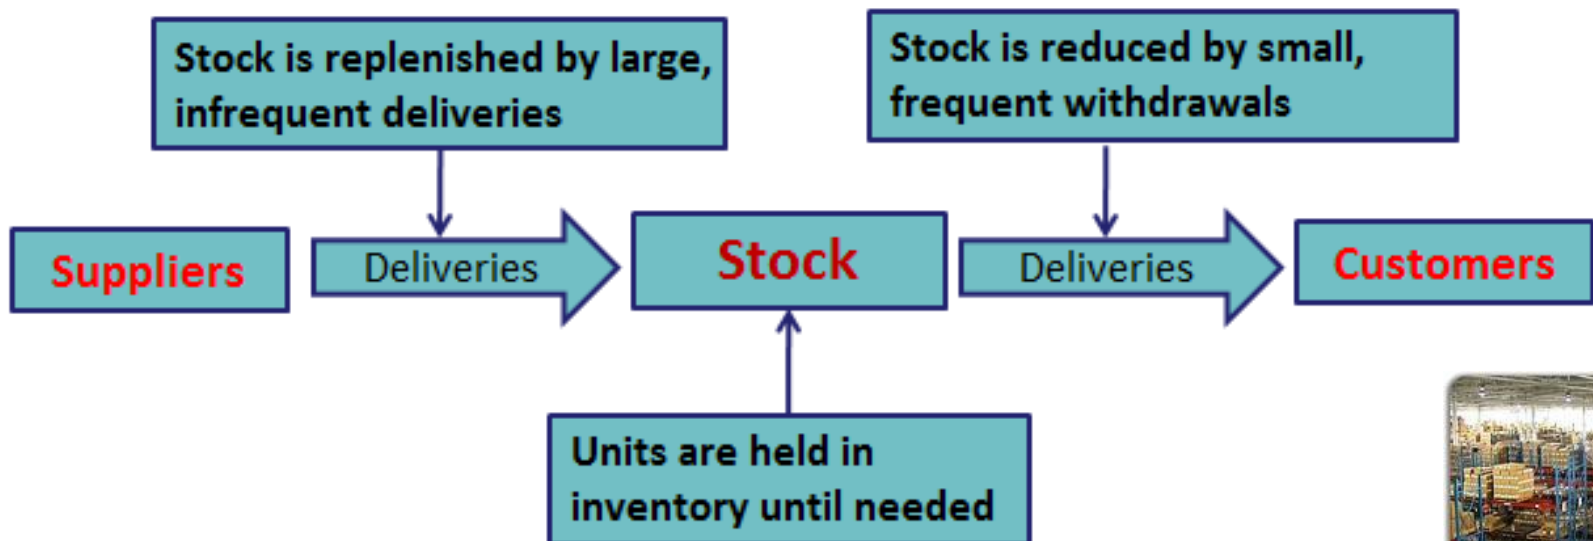 Stock is replenished by large,
infrequent deliveries
Stock is reduced by small,
frequent withdrawals
Suppliers
Deliveries
Stock
Deliveries
Customers
Units are held in
inventory until needed